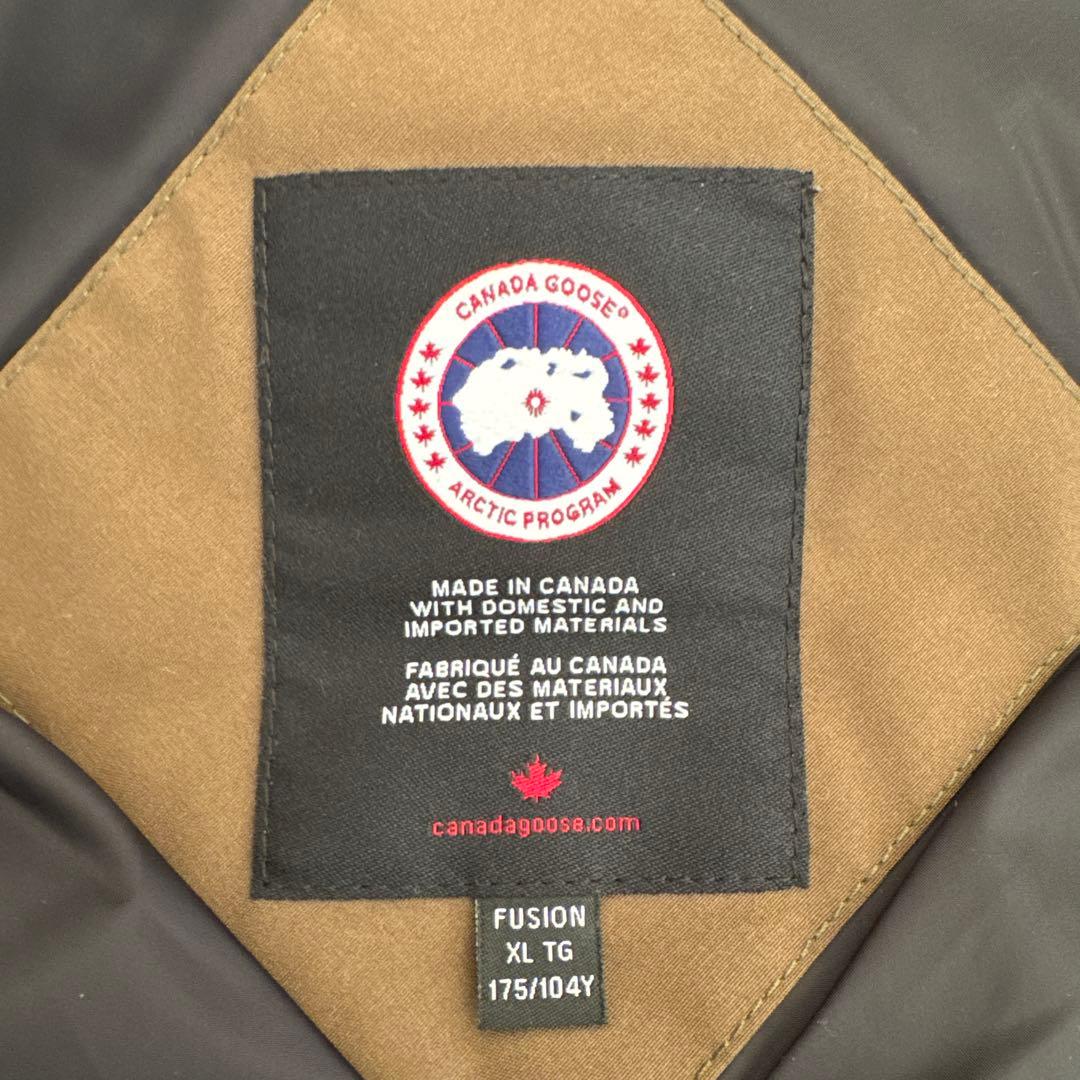 CANADA GOOSE®
ARCTIC PROGRAM
MADE IN CANADA
WITH DOMESTIC AND
IMPORTED MATERIALS
FABRIQUÉ AU CANADA
AVEC DES MATERIAUX
NATIONAUX ET IMPORTÉS
canadagoose.com
FUSION
XL TG
175/104Y